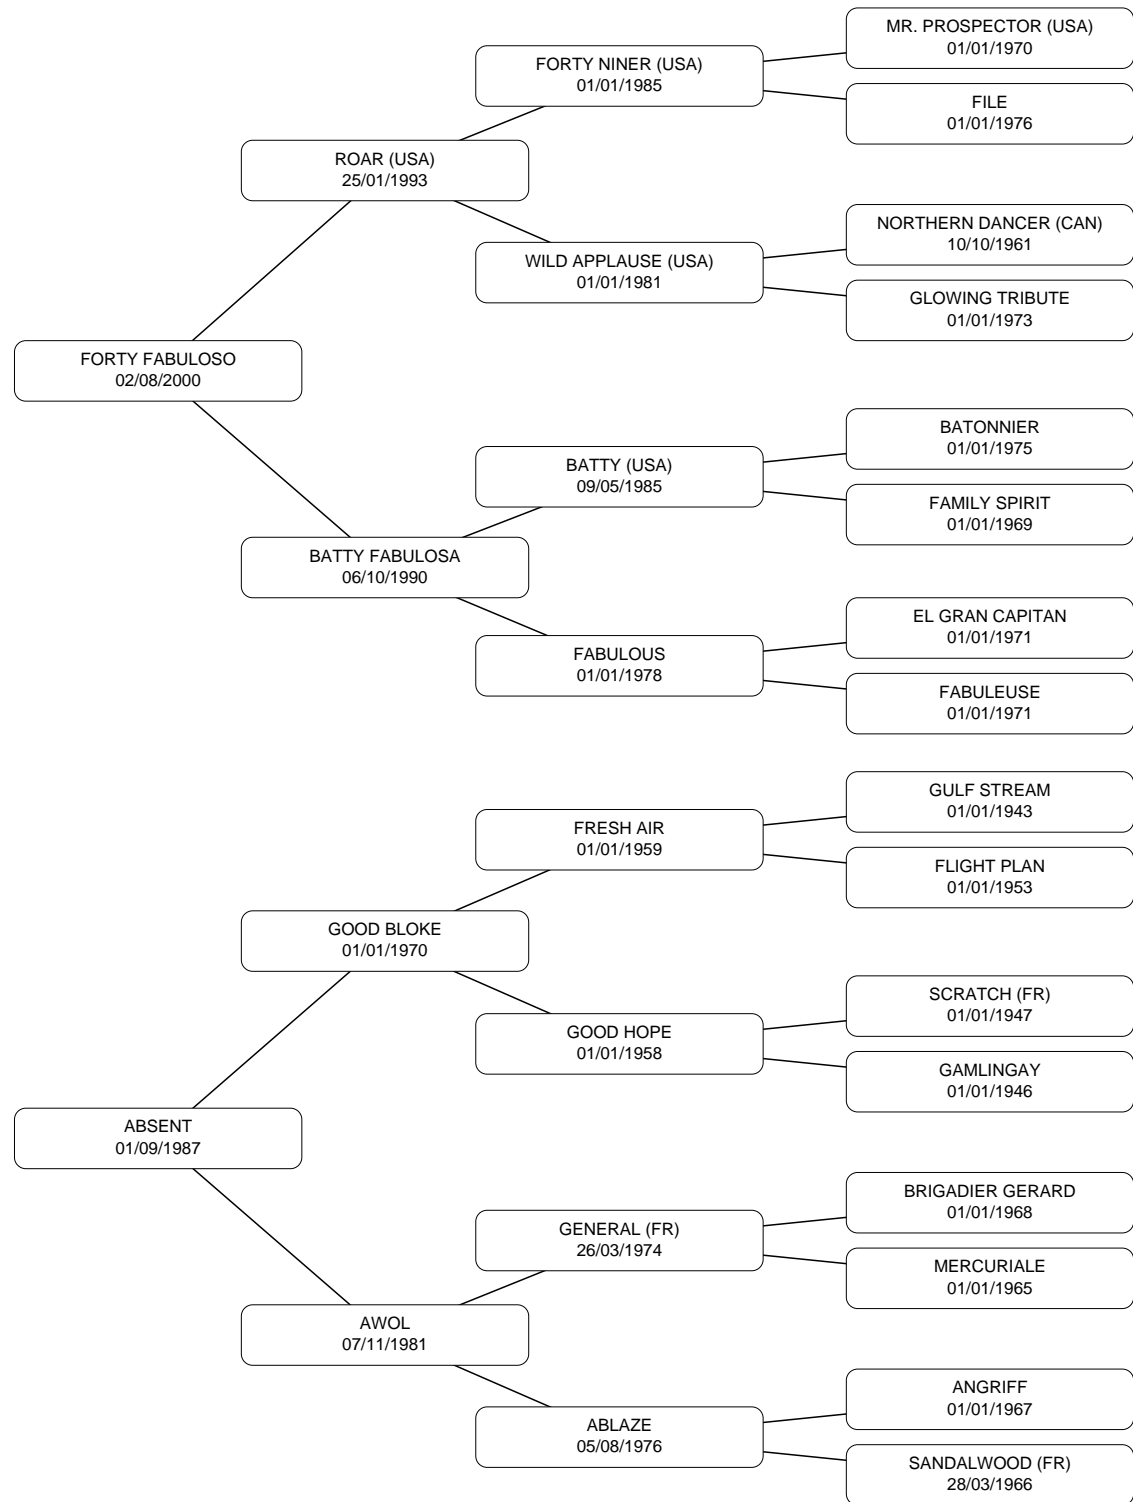 MR. PROSPECTOR (USA)
01/01/1970
FORTY NINER (USA)
01/01/1985
FILE
01/01/1976
ROAR (USA)
25/01/1993
NORTHERN DANCER (CAN)
10/10/1961
WILD APPLAUSE (USA)
01/01/1981
GLOWING TRIBUTE
01/01/1973
FORTY FABULOSO
02/08/2000
BATONNIER
01/01/1975
BATTY (USA)
09/05/1985
FAMILY SPIRIT
01/01/1969
BATTY FABULOSA
06/10/1990
EL GRAN CAPITAN
01/01/1971
FABULOUS
01/01/1978
FABULEUSE
01/01/1971
GULF STREAM
01/01/1943
FRESH AIR
01/01/1959
FLIGHT PLAN
01/01/1953
GOOD BLOKE
01/01/1970
SCRATCH (FR)
01/01/1947
GOOD HOPE
01/01/1958
GAMLINGAY
01/01/1946
ABSENT
01/09/1987
BRIGADIER GERARD
01/01/1968
GENERAL (FR)
26/03/1974
MERCURIALE
01/01/1965
AWOL
07/11/1981
ANGRIFF
01/01/1967
ABLAZE
05/08/1976
SANDALWOOD (FR)
28/03/1966